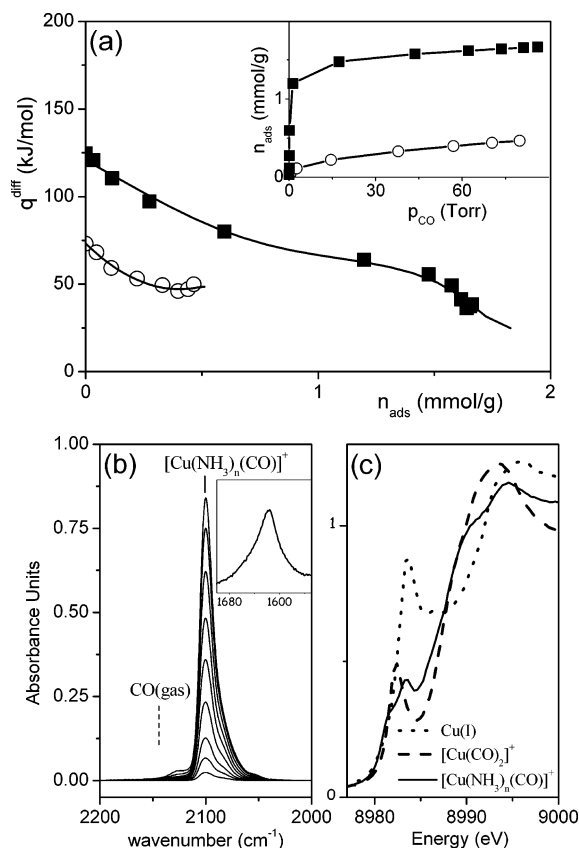 (a)
200
150
100
50
0
q^diff (kJ/mol)
0
1
2
n_ads (mmol/g)
n_ads (mmol/g)
1
0
0
30
60
p_CO (Torr)
(b)
[Cu(NH₃)ₙ(CO)]⁺
1.00
0.75
0.50
0.25
0.00
Absorbance Units
CO(gas)
1680
1600
2200
2100
2000
wavenumber (cm⁻¹)
(c)
1
0
Cu(I)
[Cu(CO)₂]⁺
[Cu(NH₃)ₙ(CO)]⁺
8980
8990
9000
Energy (eV)